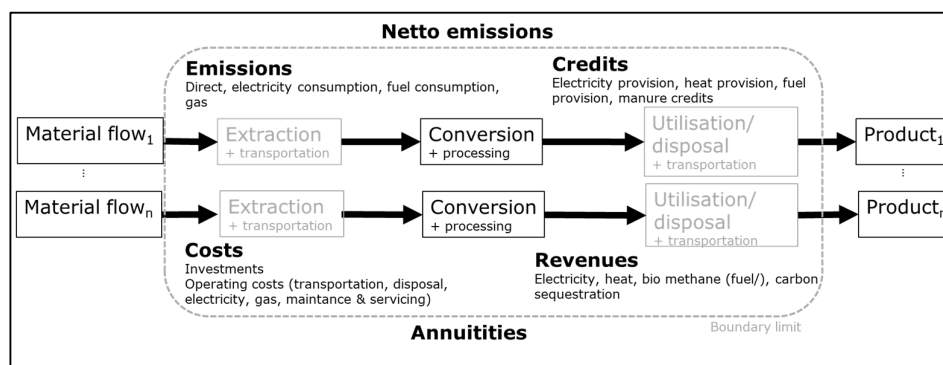 Netto emissions
Emissions
Direct, electricity consumption, fuel consumption,
gas
Credits
Electricity provision, heat provision, fuel
provision, manure credits
Material flow1
Extraction
+ transportation
Conversion
+ processing
Utilisation/
disposal
+ transportation
Product1
...
...
Material flown
Extraction
+ transportation
Conversion
+ processing
Utilisation/
disposal
+ transportation
Productn
Costs
Investments
Operating costs (transportation, disposal,
electricity, gas, maintance & servicing)
Revenues
Electricity, heat, bio methane (fuel/), carbon
sequestration
Annuitities
Boundary limit